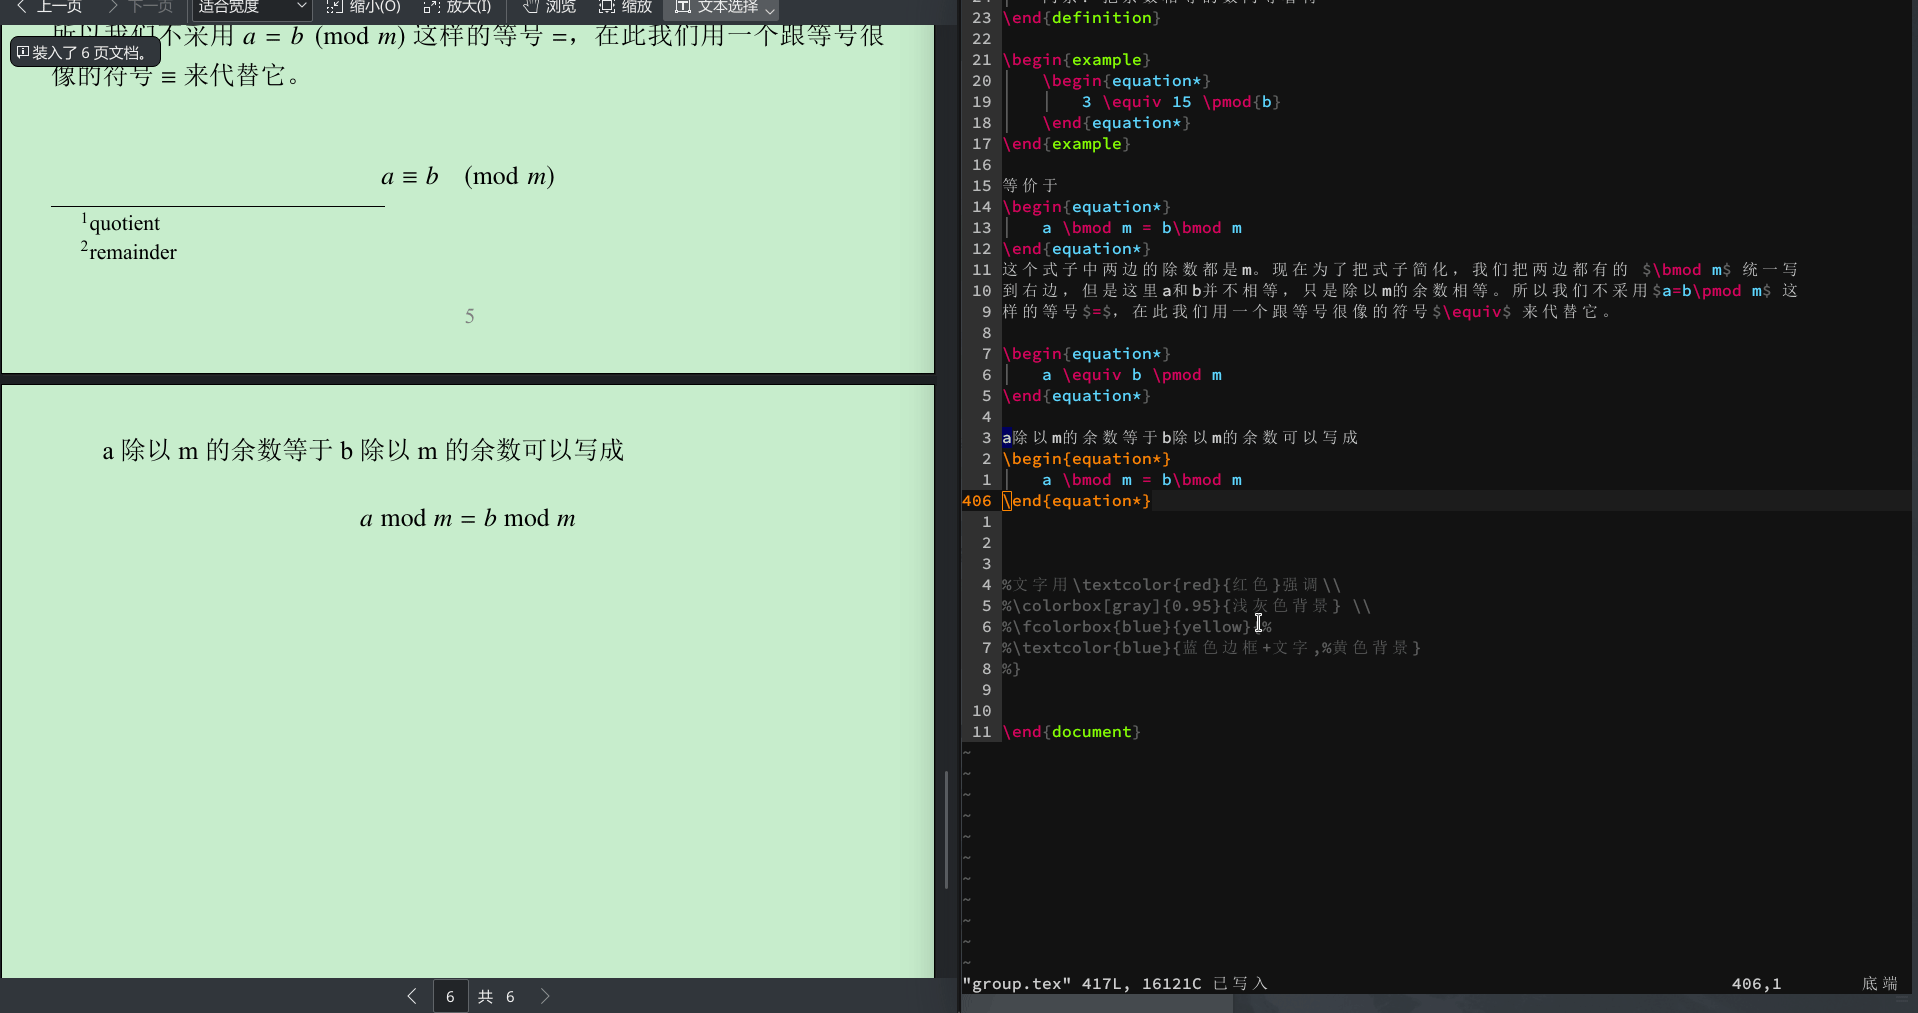 上一页 下一页 适合宽度 缩小(O) 放大(I) 浏览 缩放 文本选择
所以我们不采用 a = b (mod m) 这样的等号 =，在此我们用一个跟等号很
装入了 6 页文档。
像的符号 ≡ 来代替它。
a ≡ b (mod m)
1quotient
2remainder
5
a 除以 m 的余数等于 b 除以 m 的余数可以写成
a mod m = b mod m
6 共 6
23 \end{definition}
22
21 \begin{example}
20 \begin{equation*}
19 3 \equiv 15 \pmod{b}
18 \end{equation*}
17 \end{example}
16
15 等价于
14 \begin{equation*}
13 a \bmod m = b\bmod m
12 \end{equation*}
11 这个式子中两边的除数都是m。现在为了把式子简化，我们把两边都有的 $\bmod m$ 统一写
10 到右边，但是这里a和b并不相等，只是除以m的余数相等。所以我们不采用$a=b\pmod m$ 这
9 样的等号$=$，在此我们用一个跟等号很像的符号$\equiv$ 来代替它。
8
7 \begin{equation*}
6 a \equiv b \pmod m
5 \end{equation*}
4
3 a除以m的余数等于b除以m的余数可以写成
2 \begin{equation*}
1 a \bmod m = b\bmod m
406 \end{equation*}
1
2
3
4 %文字用\textcolor{red}{红色}强调\\
5 %\colorbox[gray]{0.95}{浅灰色背景} \\
6 %\fcolorbox{blue}{yellow}{%
7 %\textcolor{blue}{蓝色边框+文字,%黄色背景}
8 %}
9
10
11 \end{document}
~
~
~
~
~
~
~
~
~
~
~
"group.tex" 417L, 16121C 已写入 406,1 底端